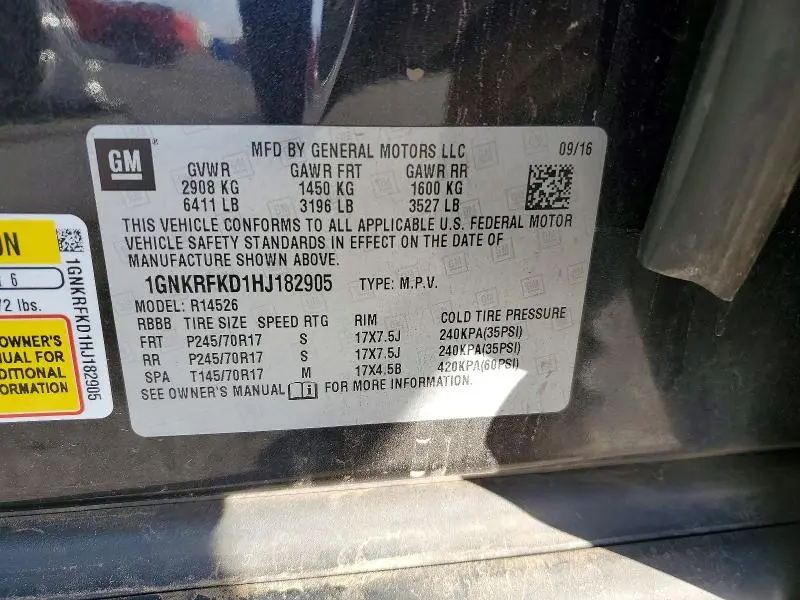 GM
MFD BY GENERAL MOTORS LLC 09/16
GVWR GAWR FRT GAWR RR
2908 KG 1450 KG 1600 KG
6411 LB 3196 LB 3527 LB
THIS VEHICLE CONFORMS TO ALL APPLICABLE U.S. FEDERAL MOTOR
VEHICLE SAFETY STANDARDS IN EFFECT ON THE DATE OF
MANUFACTURE SHOWN ABOVE.
1GNKRFKD1HJ182905 TYPE: M.P.V.
MODEL: R14526
RBBB TIRE SIZE SPEED RTG RIM COLD TIRE PRESSURE
FRT P245/70R17 S 17X7.5J 240KPA(35PSI)
RR P245/70R17 S 17X7.5J 240KPA(35PSI)
SPA T145/70R17 M 17X4.5B 420KPA(60PSI)
SEE OWNER'S MANUAL i FOR MORE INFORMATION.
ON
6
2 lbs.
OWNER'S
FOR
1GNKRFKD1HJ182905